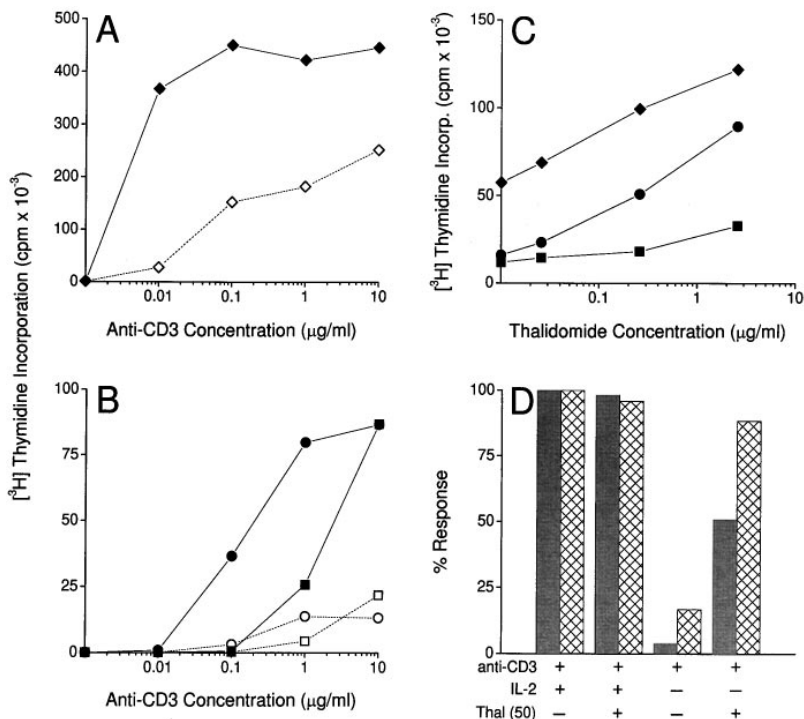 A
500
400
300
200
100
0
0.01 0.1 1 10
Anti-CD3 Concentration (μg/ml)
[³H] Thymidine Incorporation (cpm x 10⁻³)
B
100
75
50
25
0
0.01 0.1 1 10
Anti-CD3 Concentration (μg/ml)
C
150
100
50
0
0.1 1 10
Thalidomide Concentration (μg/ml)
[³H] Thymidine Incorp. (cpm x 10⁻³)
D
100
75
50
25
0
% Response
anti-CD3 + + + +
IL-2 + + – –
Thal (50) – + – +